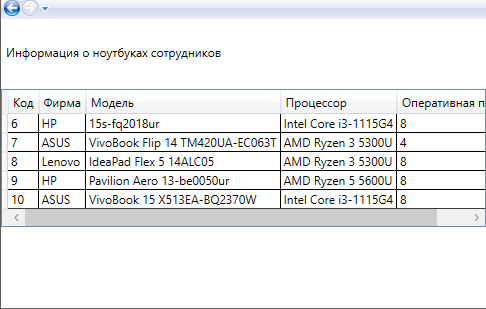 Информация о ноутбуках сотрудников
Код Фирма Модель Процессор Оперативная п
6 HP 15s-fq2018ur Intel Core i3-1115G4 8
7 ASUS VivoBook Flip 14 TM420UA-EC063T AMD Ryzen 3 5300U 4
8 Lenovo IdeaPad Flex 5 14ALC05 AMD Ryzen 3 5300U 8
9 HP Pavilion Aero 13-be0050ur AMD Ryzen 5 5600U 8
10 ASUS VivoBook 15 X513EA-BQ2370W Intel Core i3-1115G4 8